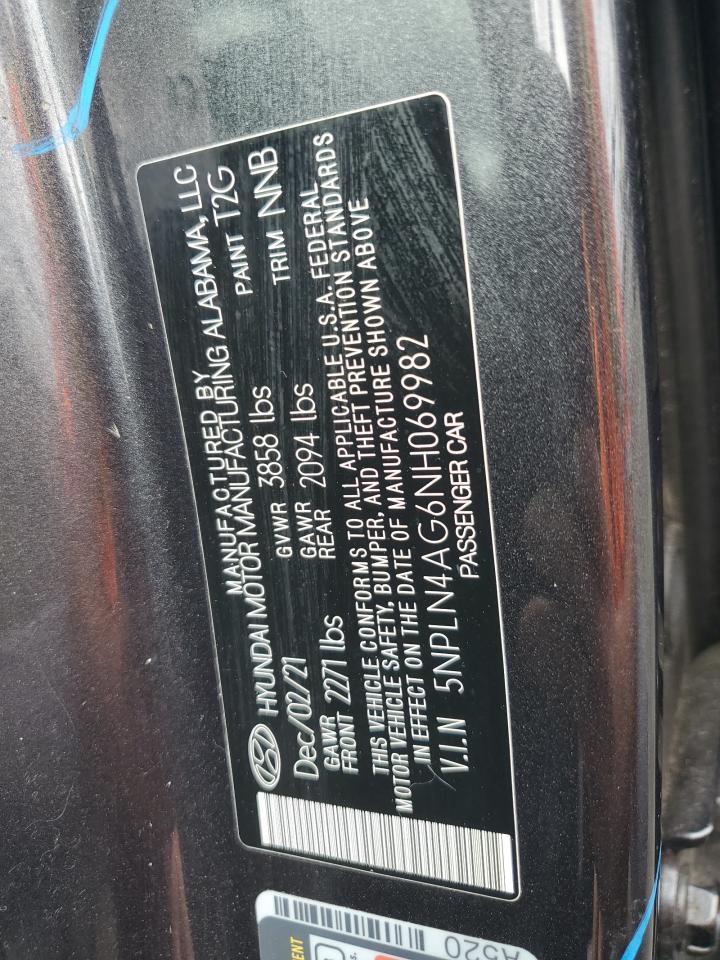 MANUFACTURED BY
HYUNDAI MOTOR MANUFACTURING ALABAMA, LLC
Dec/02/21 GVWR 3858 lbs PAINT T2G
GAWR FRONT 2271 lbs GAWR REAR 2094 lbs TRIM NNB
THIS VEHICLE CONFORMS TO ALL APPLICABLE U.S.A. FEDERAL
MOTOR VEHICLE SAFETY, BUMPER, AND THEFT PREVENTION STANDARDS
IN EFFECT ON THE DATE OF MANUFACTURE SHOWN ABOVE
V.I.N 5NPLN4AG6NH069982
PASSENGER CAR
A520